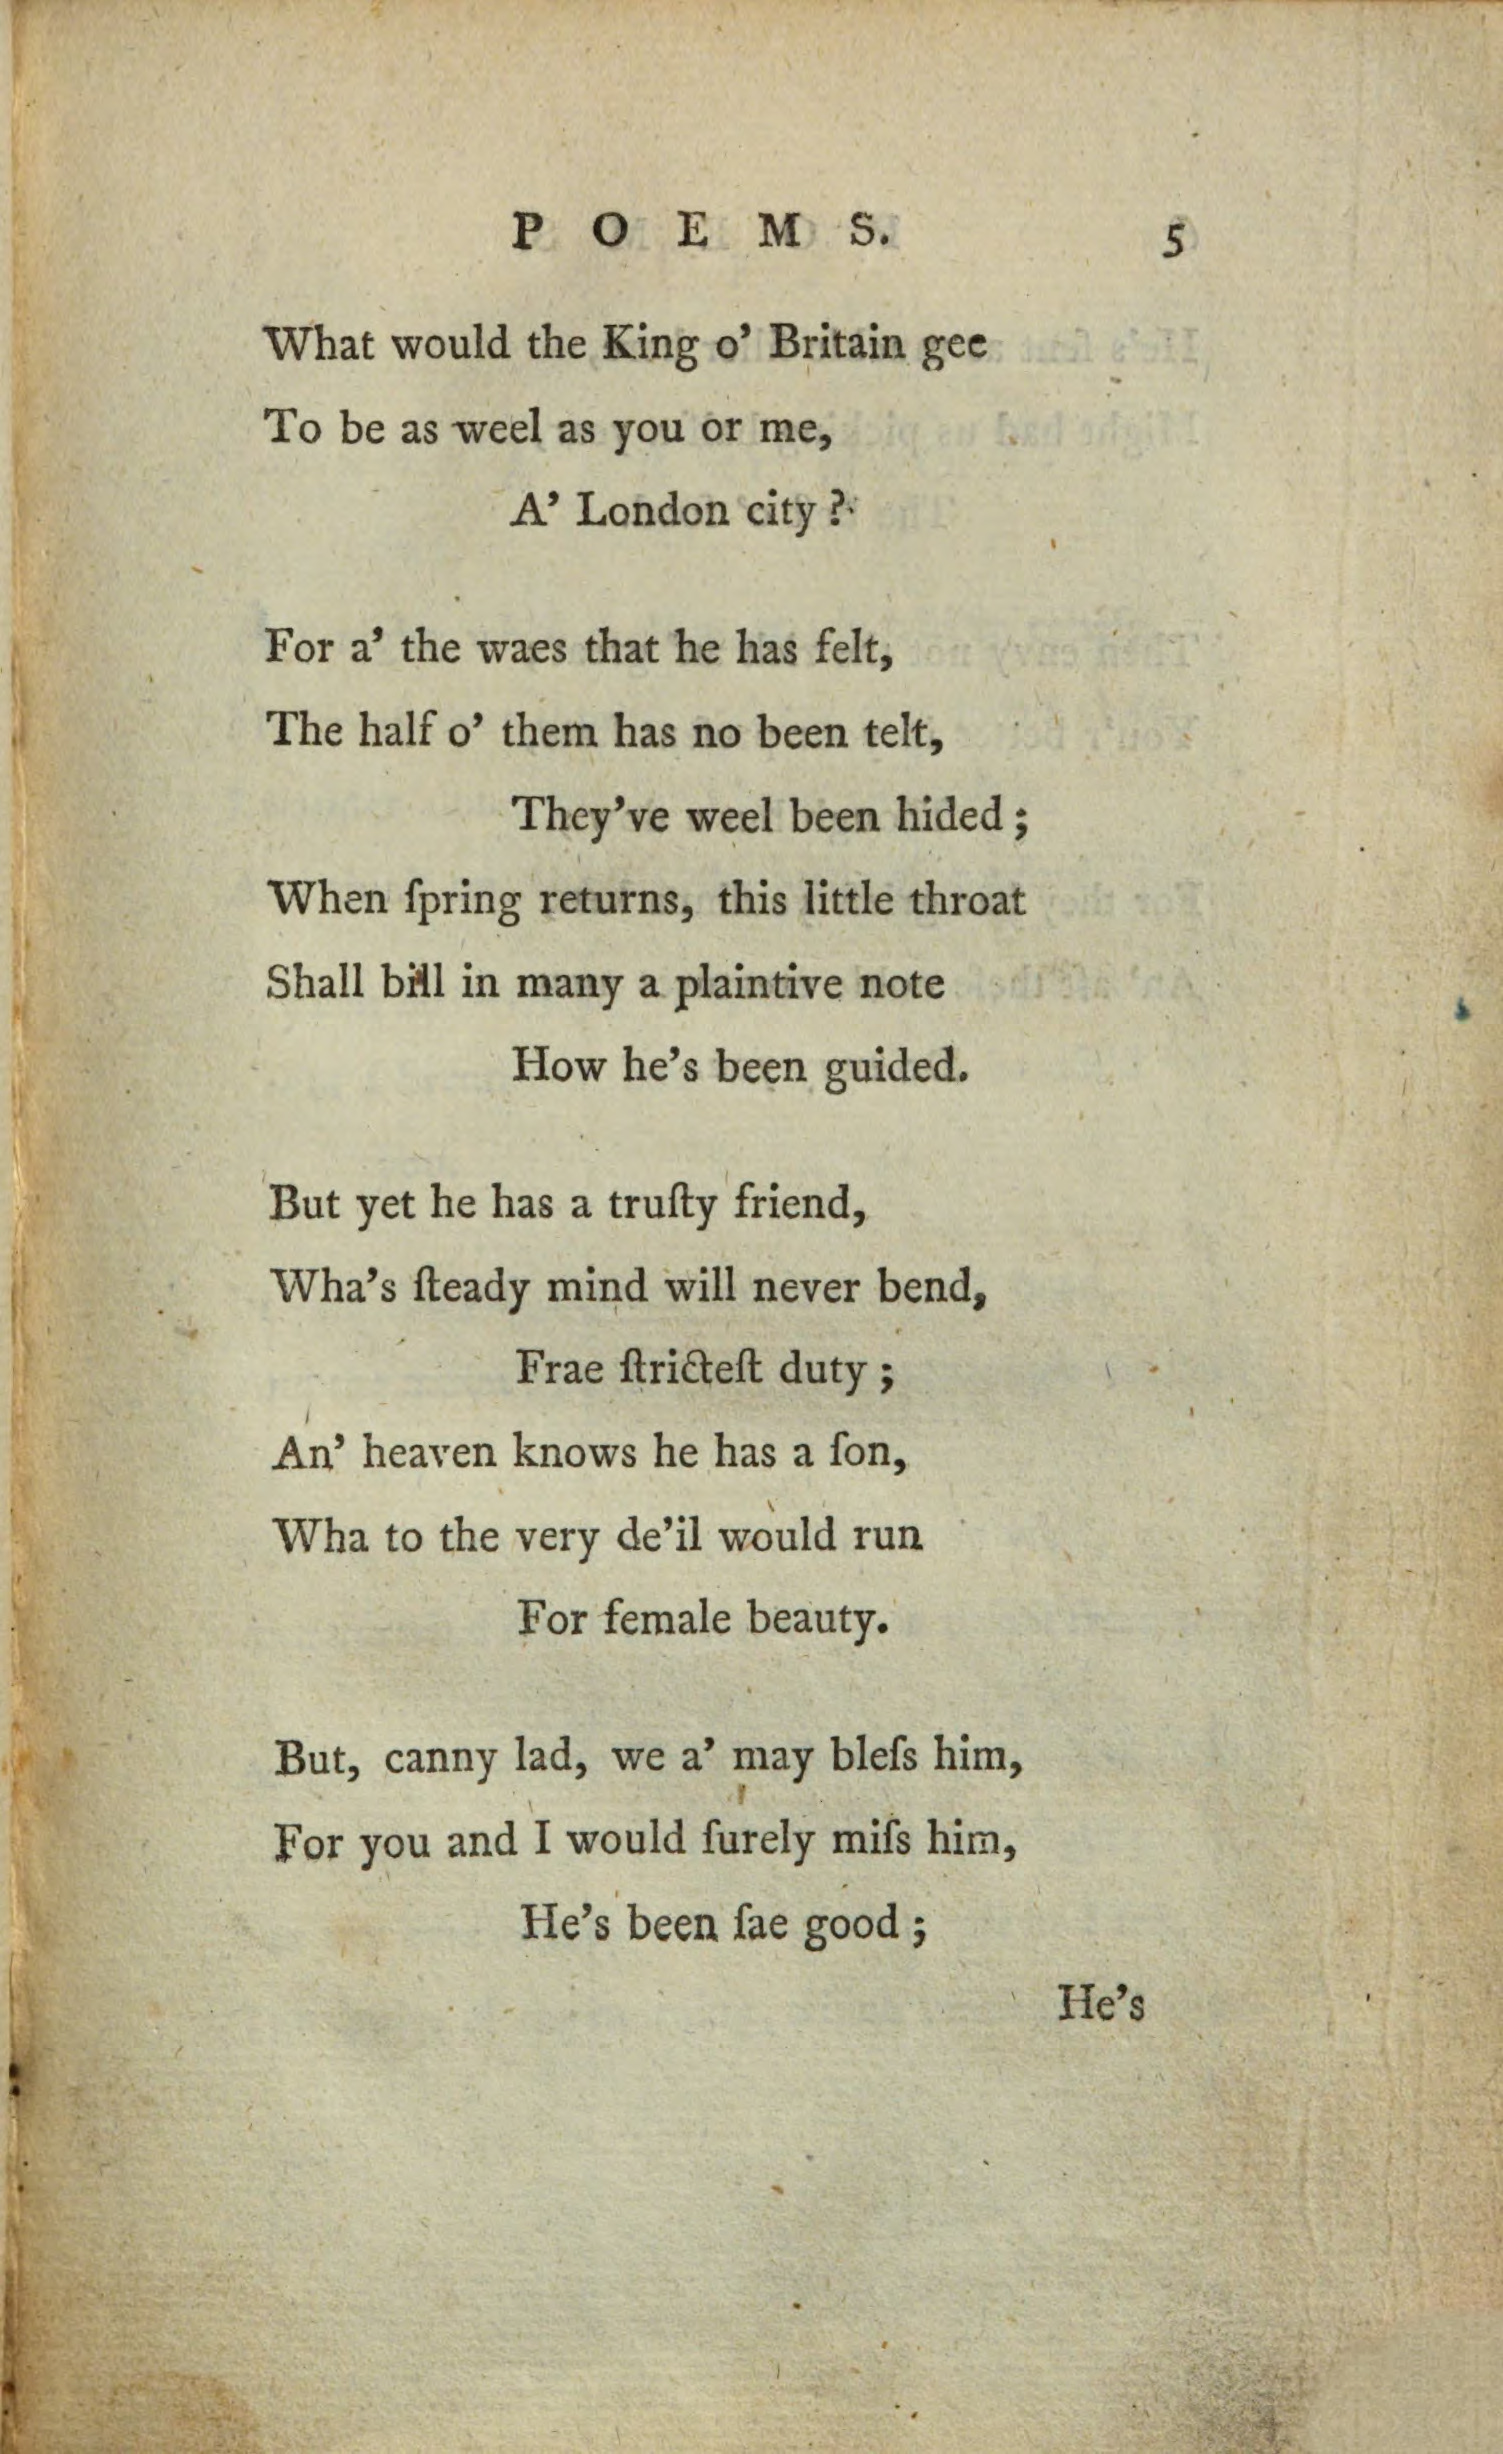 POEMS. 5
What would the King o' Britain gee
To be as weel as you or me,
A' London city ?
For a' the waes that he has felt,
The half o' them has no been telt,
They've weel been hided ;
When ſpring returns, this little throat
Shall bill in many a plaintive note
How he's been guided.
But yet he has a truſty friend,
Wha's ſteady mind will never bend,
Frae ſtricteſt duty ;
An' heaven knows he has a ſon,
Wha to the very de'il would run
For female beauty.
But, canny lad, we a' may bleſs him,
For you and I would ſurely miſs him,
He's been ſae good ;
He's